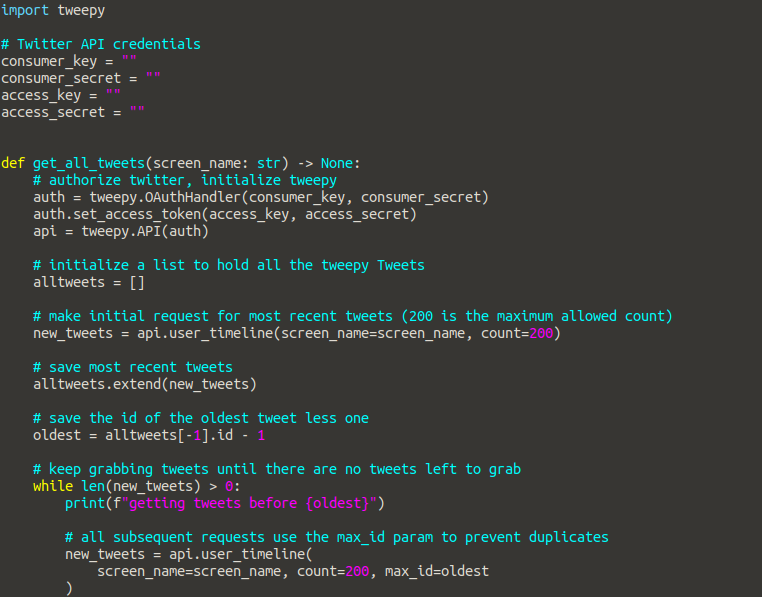 import tweepy
# Twitter API credentials
consumer_key = ""
consumer_secret = ""
access_key = ""
access_secret = ""
def get_all_tweets(screen_name: str) -> None:
    # authorize twitter, initialize tweepy
    auth = tweepy.OAuthHandler(consumer_key, consumer_secret)
    auth.set_access_token(access_key, access_secret)
    api = tweepy.API(auth)
    # initialize a list to hold all the tweepy Tweets
    alltweets = []
    # make initial request for most recent tweets (200 is the maximum allowed count)
    new_tweets = api.user_timeline(screen_name=screen_name, count=200)
    # save most recent tweets
    alltweets.extend(new_tweets)
    # save the id of the oldest tweet less one
    oldest = alltweets[-1].id - 1
    # keep grabbing tweets until there are no tweets left to grab
    while len(new_tweets) > 0:
        print(f"getting tweets before {oldest}")
        # all subsequent requests use the max_id param to prevent duplicates
        new_tweets = api.user_timeline(
            screen_name=screen_name, count=200, max_id=oldest
        )